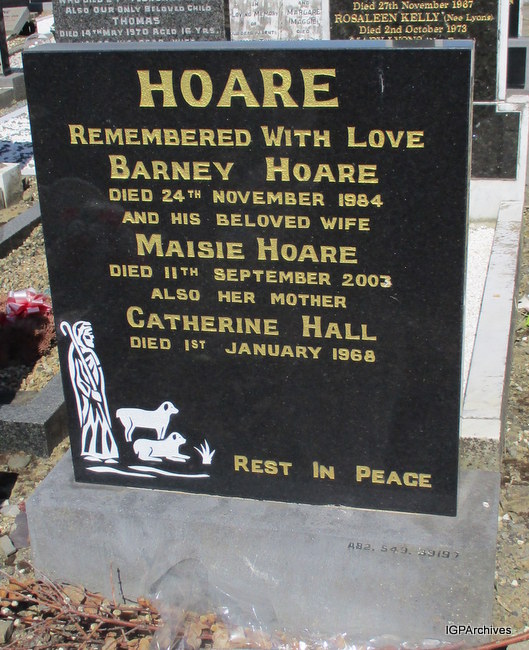 THOMAS
DIED 14TH MAY 1970 AGED 16 YRS.
Died 27th November 1967
ROSALEEN KELLY (Nee Lyons)
Died 2nd October 1973
HOARE
REMEMBERED WITH LOVE
BARNEY HOARE
DIED 24TH NOVEMBER 1984
AND HIS BELOVED WIFE
MAISIE HOARE
DIED 11TH SEPTEMBER 2003
ALSO HER MOTHER
CATHERINE HALL
DIED 1ST JANUARY 1968
REST IN PEACE
IGPArchives